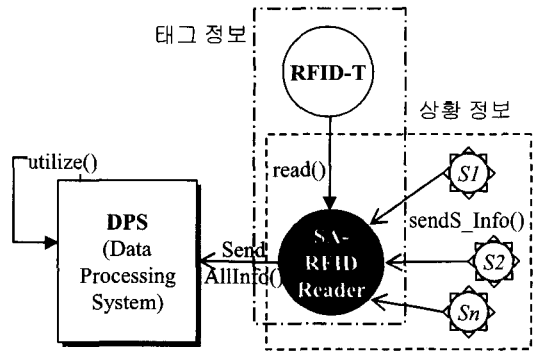 태그 정보
RFID-T
상황 정보
utilize()
read()
S1
DPS
(Data
Processing
System)
Send
AllInfo()
SA-
RFID
Reader
sendS_Info()
S2
Sn